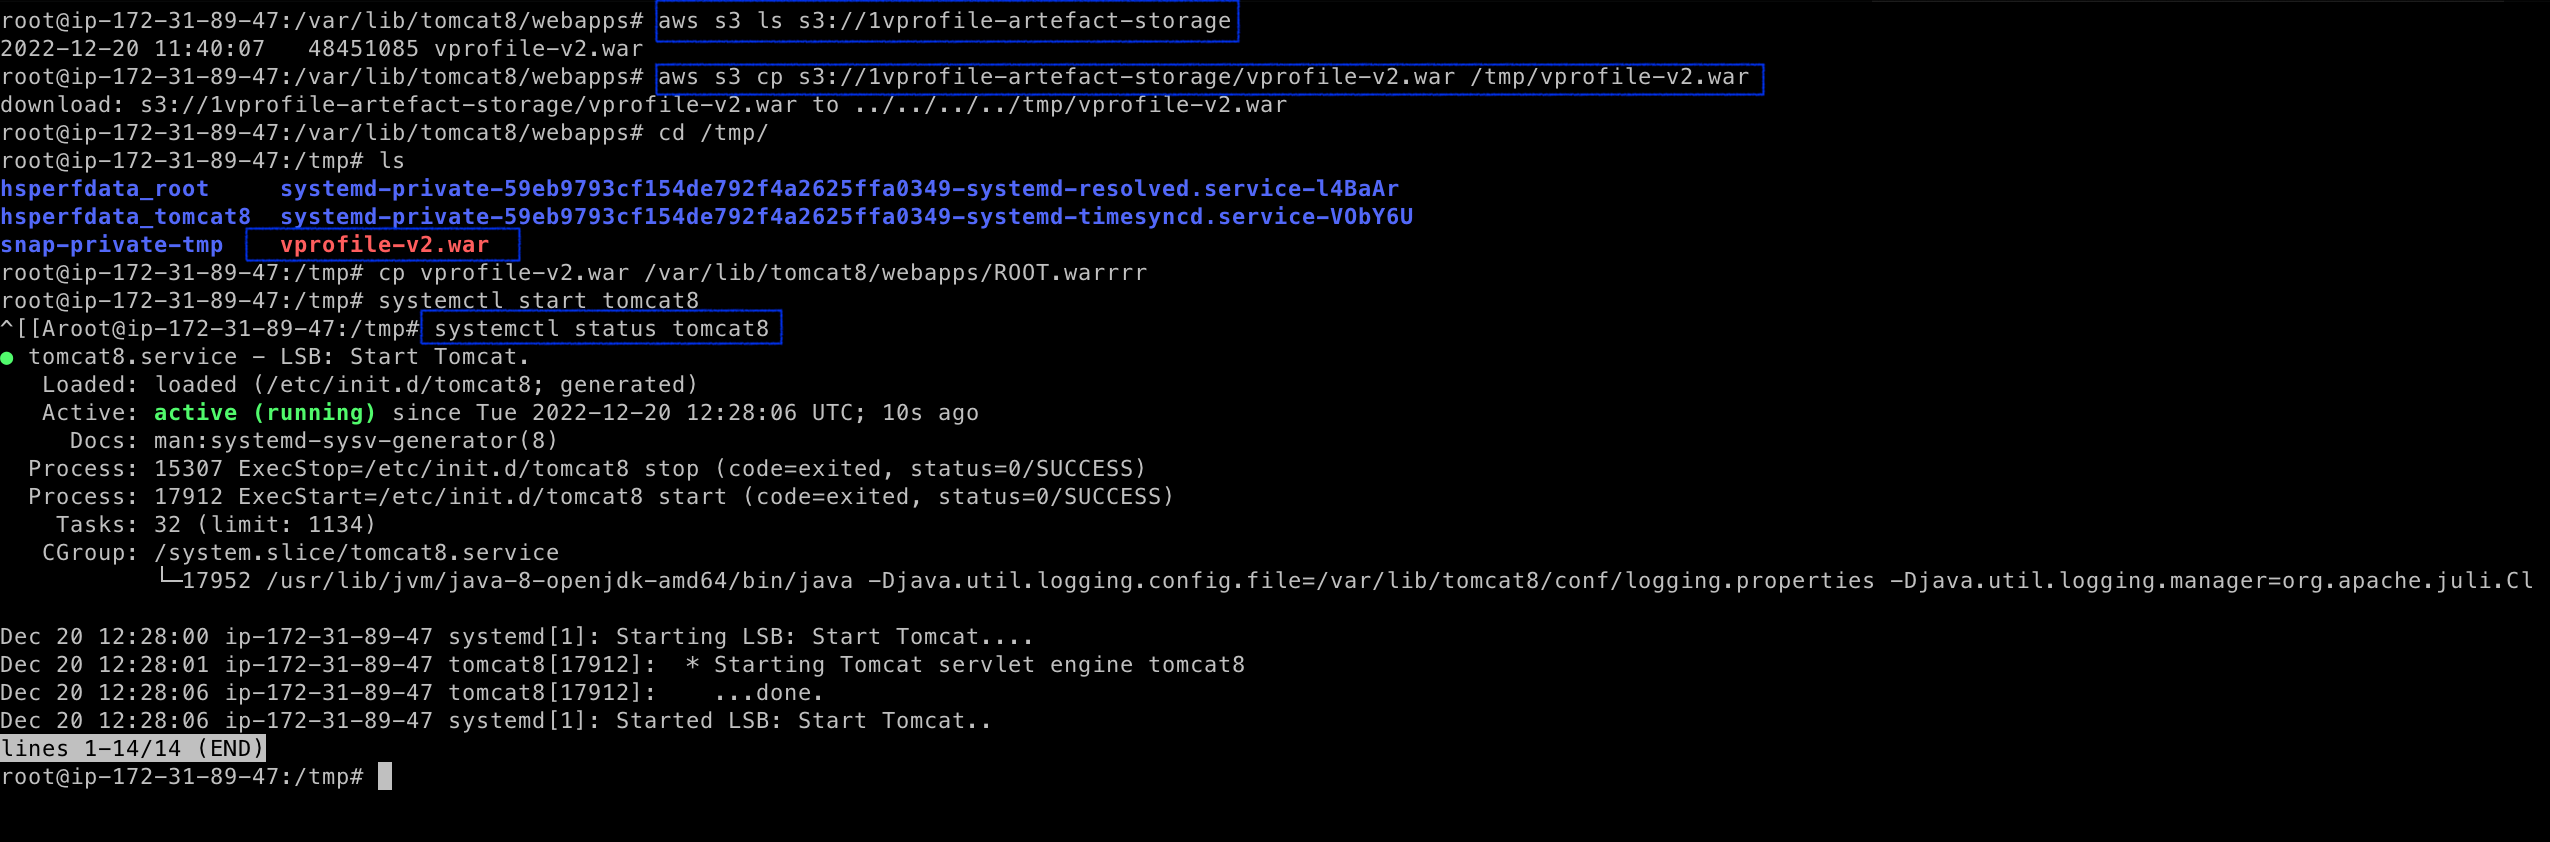 root@ip-172-31-89-47:/var/lib/tomcat8/webapps# aws s3 ls s3://1vprofile-artefact-storage
2022-12-20 11:40:07   48451085 vprofile-v2.war
root@ip-172-31-89-47:/var/lib/tomcat8/webapps# aws s3 cp s3://1vprofile-artefact-storage/vprofile-v2.war /tmp/vprofile-v2.war
download: s3://1vprofile-artefact-storage/vprofile-v2.war to ../../../../tmp/vprofile-v2.war
root@ip-172-31-89-47:/var/lib/tomcat8/webapps# cd /tmp/
root@ip-172-31-89-47:/tmp# ls
hsperfdata_root     systemd-private-59eb9793cf154de792f4a2625ffa0349-systemd-resolved.service-l4BaAr
hsperfdata_tomcat8  systemd-private-59eb9793cf154de792f4a2625ffa0349-systemd-timesyncd.service-VObY6U
snap-private-tmp    vprofile-v2.war
root@ip-172-31-89-47:/tmp# cp vprofile-v2.war /var/lib/tomcat8/webapps/ROOT.warrrr
root@ip-172-31-89-47:/tmp# systemctl start tomcat8
^[[Aroot@ip-172-31-89-47:/tmp# systemctl status tomcat8
● tomcat8.service - LSB: Start Tomcat.
   Loaded: loaded (/etc/init.d/tomcat8; generated)
   Active: active (running) since Tue 2022-12-20 12:28:06 UTC; 10s ago
     Docs: man:systemd-sysv-generator(8)
  Process: 15307 ExecStop=/etc/init.d/tomcat8 stop (code=exited, status=0/SUCCESS)
  Process: 17912 ExecStart=/etc/init.d/tomcat8 start (code=exited, status=0/SUCCESS)
    Tasks: 32 (limit: 1134)
   CGroup: /system.slice/tomcat8.service
           └─17952 /usr/lib/jvm/java-8-openjdk-amd64/bin/java -Djava.util.logging.config.file=/var/lib/tomcat8/conf/logging.properties -Djava.util.logging.manager=org.apache.juli.Cl

Dec 20 12:28:00 ip-172-31-89-47 systemd[1]: Starting LSB: Start Tomcat....
Dec 20 12:28:01 ip-172-31-89-47 tomcat8[17912]:  * Starting Tomcat servlet engine tomcat8
Dec 20 12:28:06 ip-172-31-89-47 tomcat8[17912]:    ...done.
Dec 20 12:28:06 ip-172-31-89-47 systemd[1]: Started LSB: Start Tomcat..
lines 1-14/14 (END)
root@ip-172-31-89-47:/tmp#